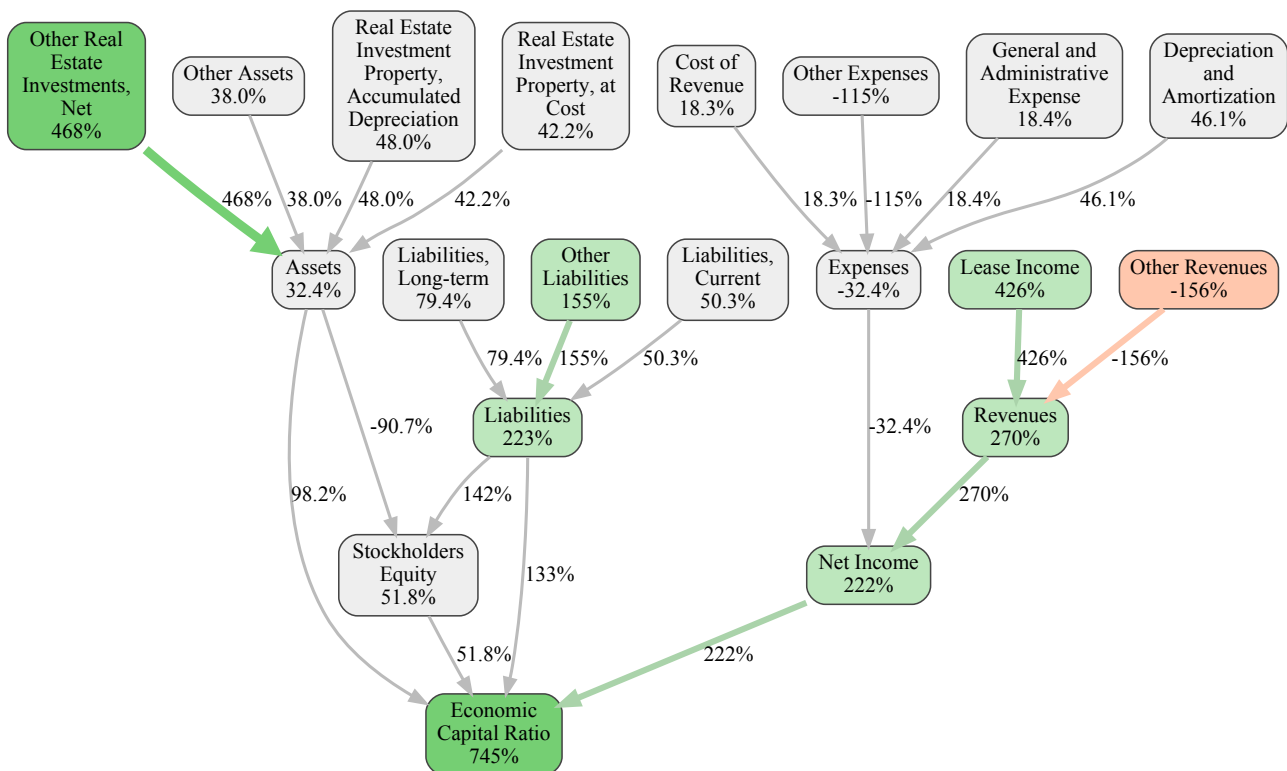 Other Real
Estate
Investments,
Net
468%
Other Assets
38.0%
Real Estate
Investment
Property,
Accumulated
Depreciation
48.0%
Real Estate
Investment
Property, at
Cost
42.2%
Cost of
Revenue
18.3%
Other Expenses
-115%
General and
Administrative
Expense
18.4%
Depreciation
and
Amortization
46.1%
468%
38.0%
48.0%
42.2%
18.3%
-115%
18.4%
46.1%
Assets
32.4%
Liabilities,
Long-term
79.4%
Other
Liabilities
155%
Liabilities,
Current
50.3%
Expenses
-32.4%
Lease Income
426%
Other Revenues
-156%
79.4%
155%
50.3%
426%
-156%
-90.7%
Liabilities
223%
-32.4%
Revenues
270%
98.2%
142%
270%
Stockholders
Equity
51.8%
133%
Net Income
222%
51.8%
222%
Economic
Capital Ratio
745%